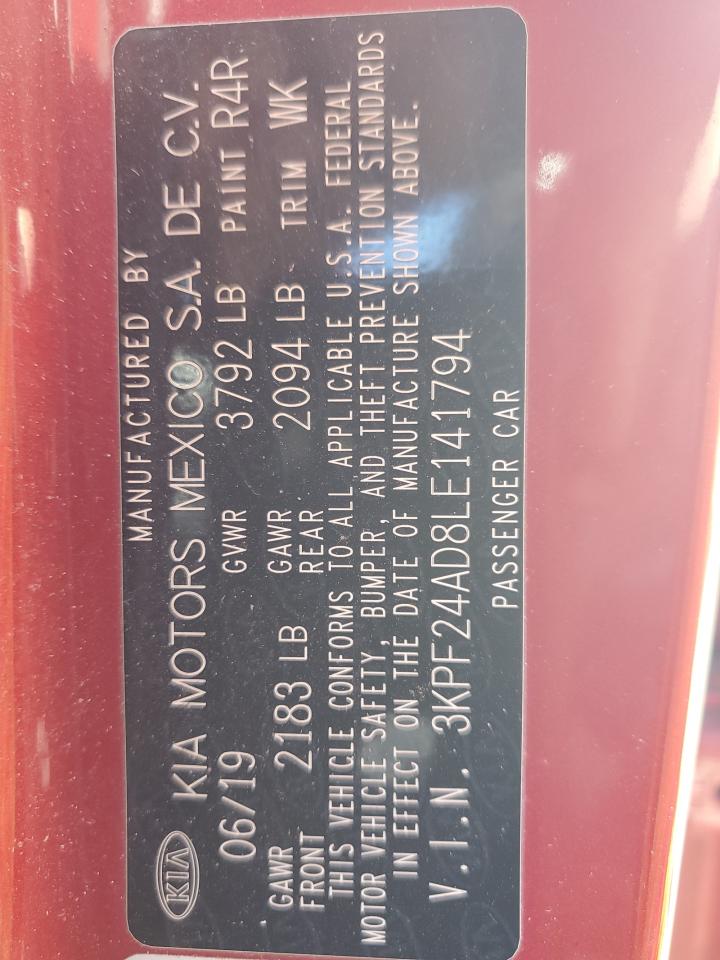 MANUFACTURED BY
KIA KIA MOTORS MEXICO S.A. DE C.V.
06/19 GVWR 3792 LB PAINT R4R
GAWR FRONT 2183 LB GAWR REAR 2094 LB TRIM WK
THIS VEHICLE CONFORMS TO ALL APPLICABLE U.S.A. FEDERAL
MOTOR VEHICLE SAFETY, BUMPER, AND THEFT PREVENTION STANDARDS
IN EFFECT ON THE DATE OF MANUFACTURE SHOWN ABOVE.
V.I.N. 3KPF24AD8LE141794
PASSENGER CAR